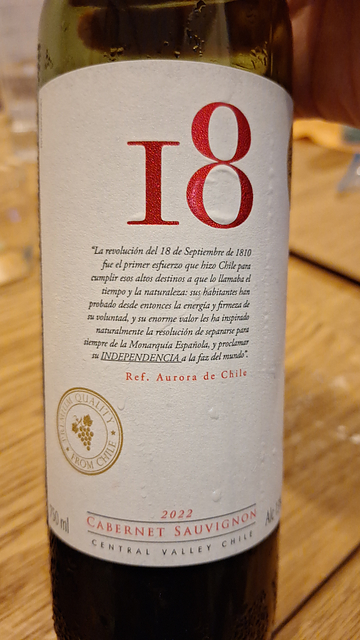 18
"La revolución del 18 de Septiembre de 1810
fue el primer esfuerzo que hizo Chile para
cumplir esos altos destinos a que lo llamaba el
tiempo y la naturaleza: sus habitantes han
probado desde entonces la energía y firmeza de
su voluntad, y su enorme valor les ha inspirado
naturalmente la resolución de separarse para
siempre de la Monarquía Española, y proclamar
su INDEPENDENCIA a la faz del mundo".
Ref. Aurora de Chile
PREMIUM QUALITY
FROM CHILE
750 ml
2022
CABERNET SAUVIGNON
CENTRAL VALLEY CHILE